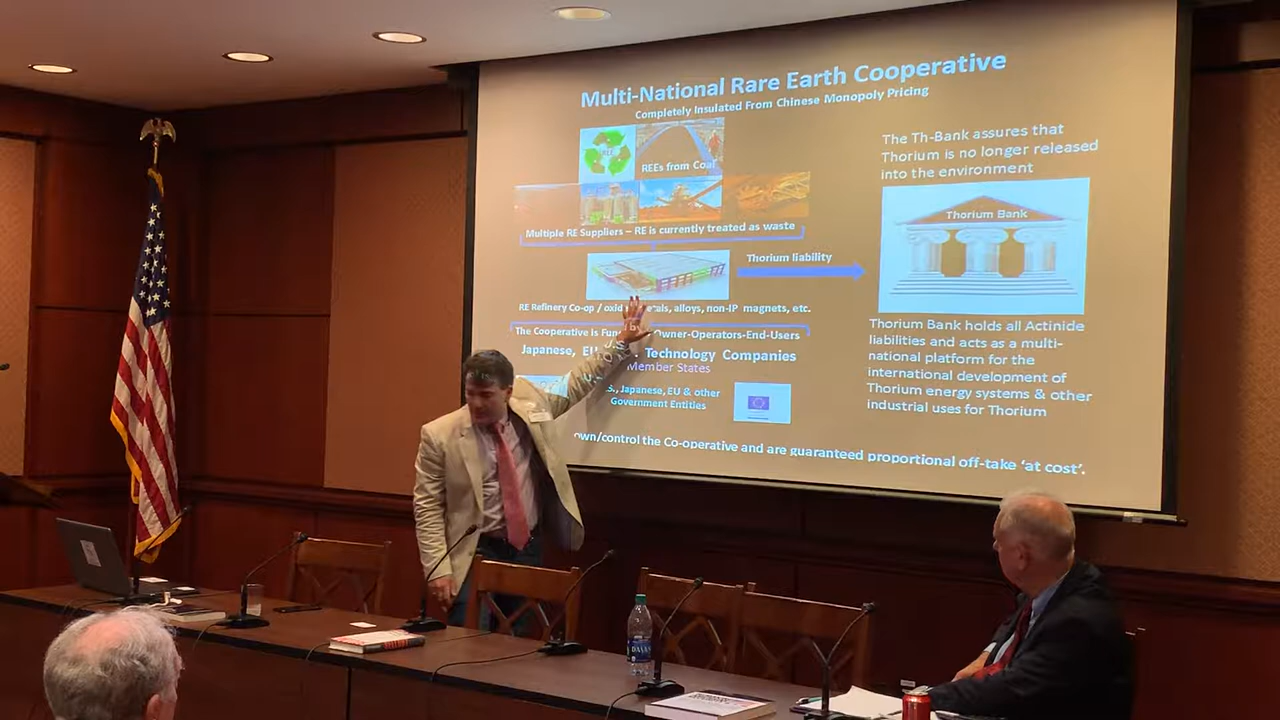 Multi-National Rare Earth Cooperative
Completely Insulated From Chinese Monopoly Pricing
REEs from Coal
Multiple RE Suppliers – RE is currently treated as waste
Thorium liability
RE Refinery Co-op / oxid als, alloys, non-IP magnets, etc.
The Cooperative is Fun by Owner-Operators-End-Users
Japanese, EU U.S. Technology Companies
Member States
S., Japanese, EU & other
Government Entities
own/control the Co-operative and are guaranteed proportional off-take 'at cost'.
The Th-Bank assures that
Thorium is no longer released
into the environment
Thorium Bank
Thorium Bank holds all Actinide
liabilities and acts as a multi-
national platform for the
international development of
Thorium energy systems & other
industrial uses for Thorium
DASANI